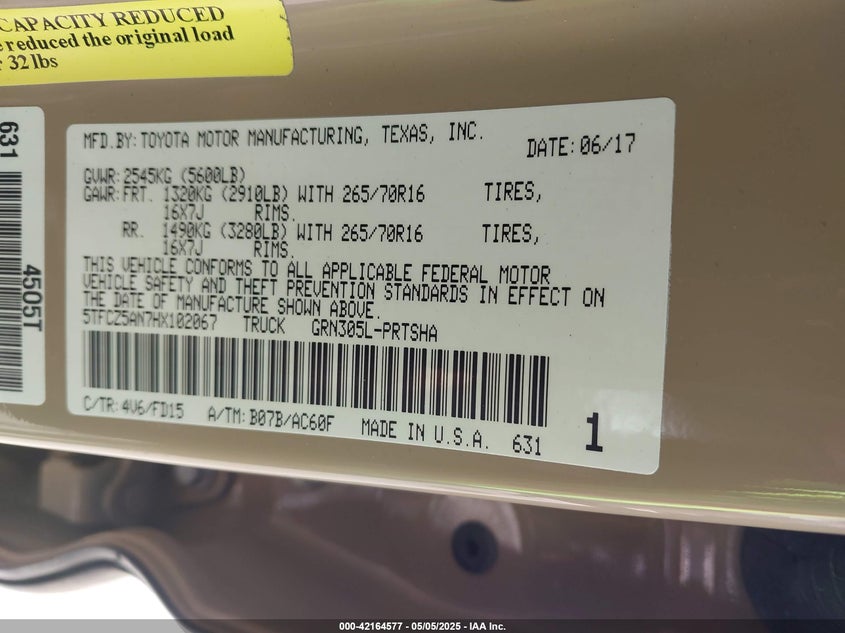 CAPACITY REDUCED
reduced the original load
32 lbs
631
4505T
MFD.BY: TOYOTA MOTOR MANUFACTURING, TEXAS, INC.
DATE: 06/17
GVWR: 2545KG (5600LB)
GAWR: FRT. 1320KG (2910LB) WITH 265/70R16 TIRES,
16X7J RIMS.
RR. 1490KG (3280LB) WITH 265/70R16 TIRES,
16X7J RIMS.
THIS VEHICLE CONFORMS TO ALL APPLICABLE FEDERAL MOTOR
VEHICLE SAFETY AND THEFT PREVENTION STANDARDS IN EFFECT ON
THE DATE OF MANUFACTURE SHOWN ABOVE.
5TFCZ5AN7HX102067 TRUCK GRN305L-PRTSHA
C/TR: 4V6/FD15 A/TM: B07B/AC60F MADE IN U.S.A. 631 1
000-42164577 - 05/05/2025 - IAA Inc.